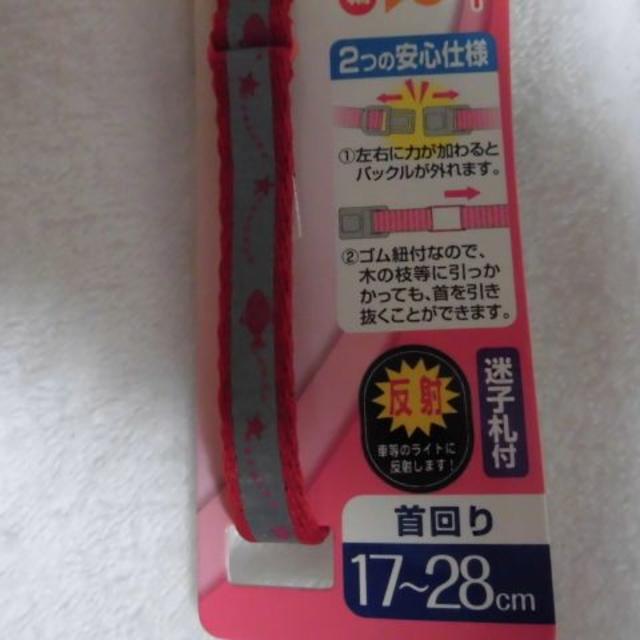 2つの安心仕様
①左右に力が加わると
バックルが外れます。
②ゴム紐付なので、
木の枝等に引っか
かっても、首を引き
抜くことができます。
反射
車等のライトに
反射します!
迷子札付
首回り
17~28cm